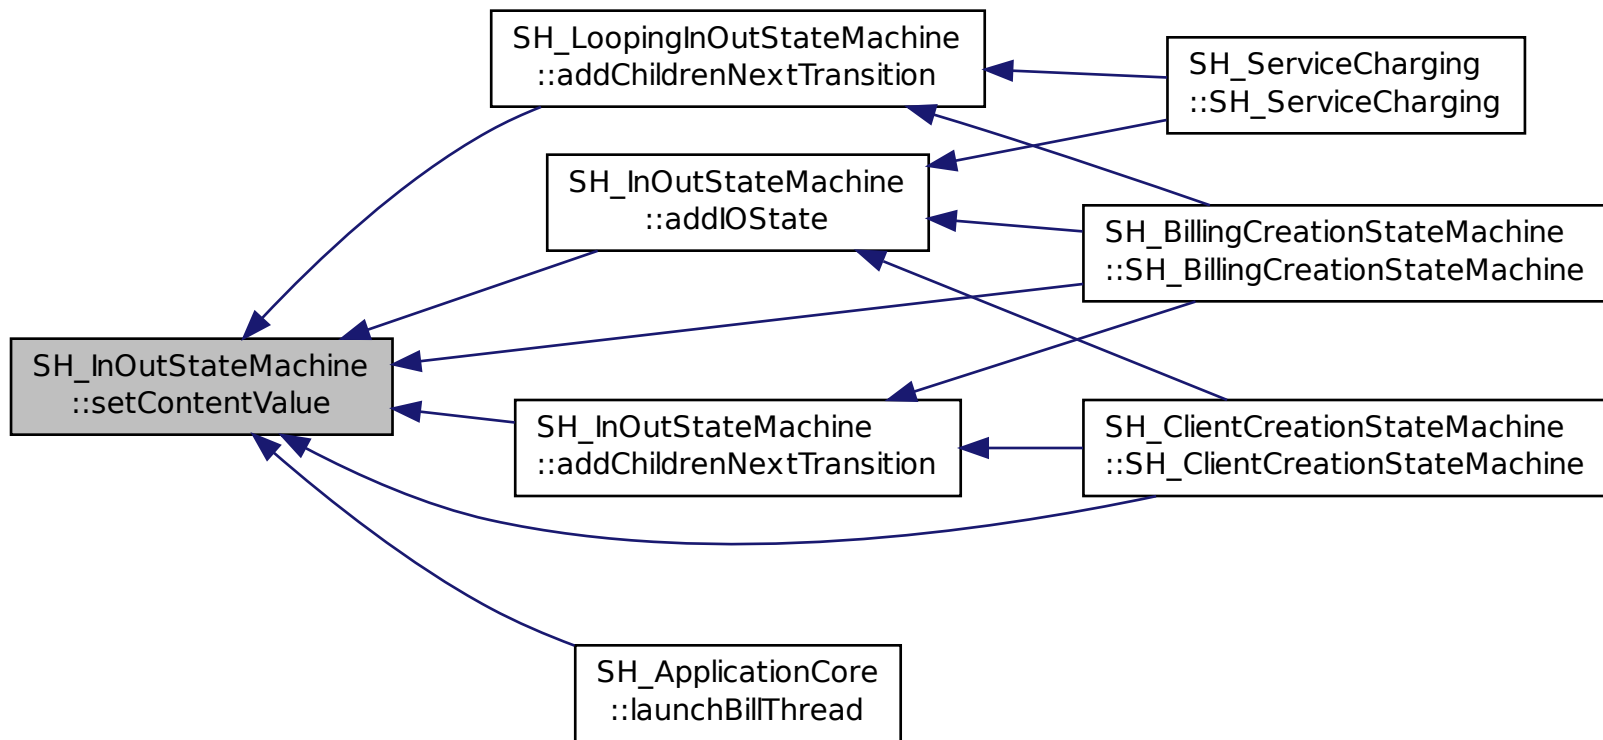 SH_LoopingInOutStateMachine
::addChildrenNextTransition
SH_ServiceCharging
::SH_ServiceCharging
SH_InOutStateMachine
::addIOState
SH_BillingCreationStateMachine
::SH_BillingCreationStateMachine
SH_InOutStateMachine
::setContentValue
SH_InOutStateMachine
::addChildrenNextTransition
SH_ClientCreationStateMachine
::SH_ClientCreationStateMachine
SH_ApplicationCore
::launchBillThread